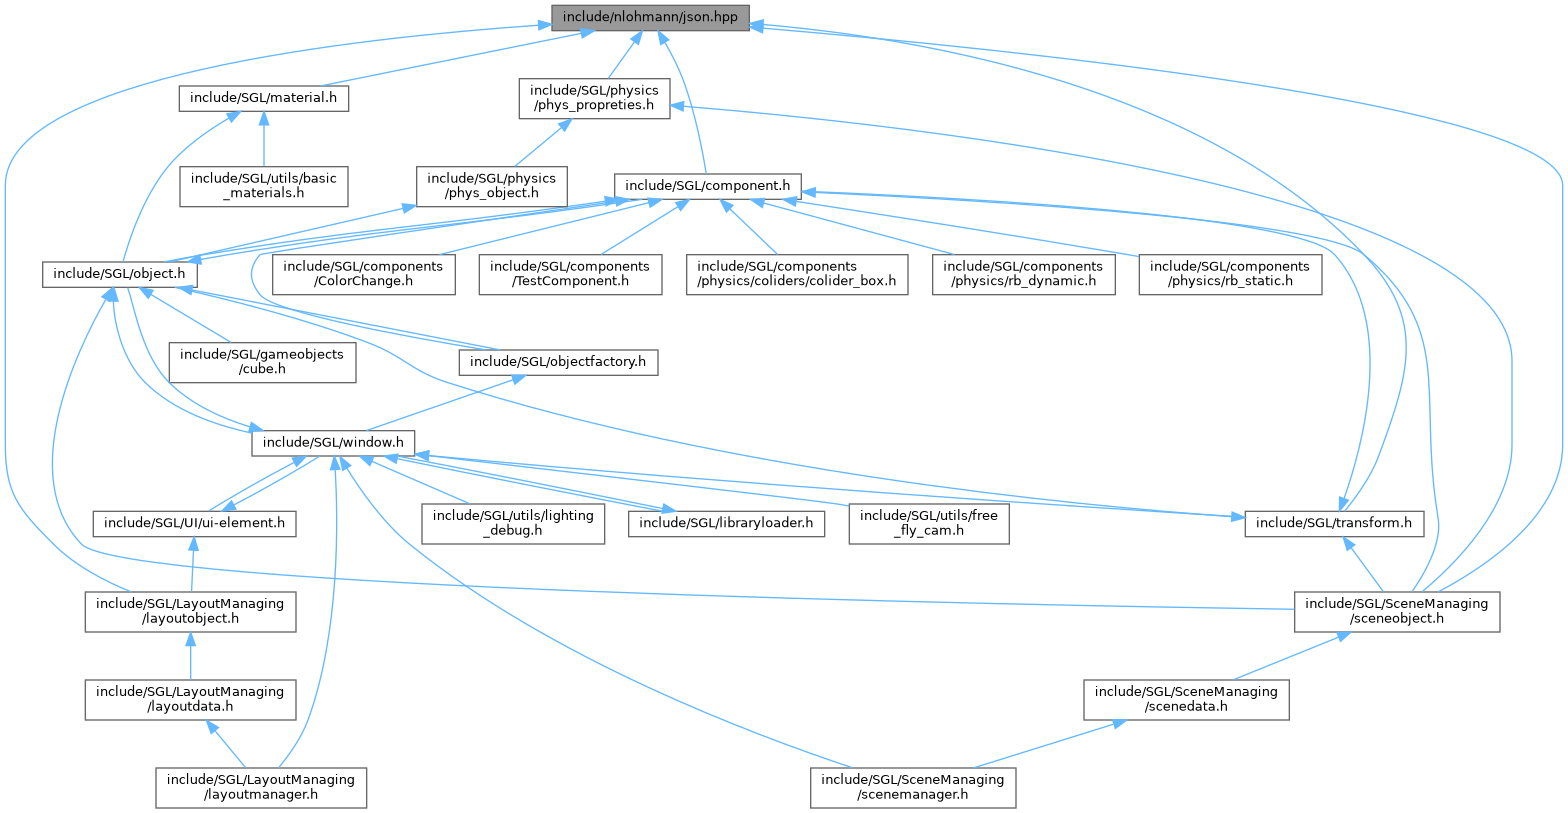 include/nlohmann/json.hpp
include/SGL/material.h
include/SGL/physics
/phys_propreties.h
include/SGL/utils/basic
_materials.h
include/SGL/physics
/phys_object.h
include/SGL/component.h
include/SGL/object.h
include/SGL/components
/ColorChange.h
include/SGL/components
/TestComponent.h
include/SGL/components
/physics/coliders/colider_box.h
include/SGL/components
/physics/rb_dynamic.h
include/SGL/components
/physics/rb_static.h
include/SGL/gameobjects
/cube.h
include/SGL/objectfactory.h
include/SGL/window.h
include/SGL/UI/ui-element.h
include/SGL/utils/lighting
_debug.h
include/SGL/libraryloader.h
include/SGL/utils/free
_fly_cam.h
include/SGL/transform.h
include/SGL/LayoutManaging
/layoutobject.h
include/SGL/SceneManaging
/sceneobject.h
include/SGL/LayoutManaging
/layoutdata.h
include/SGL/SceneManaging
/scenedata.h
include/SGL/LayoutManaging
/layoutmanager.h
include/SGL/SceneManaging
/scenemanager.h